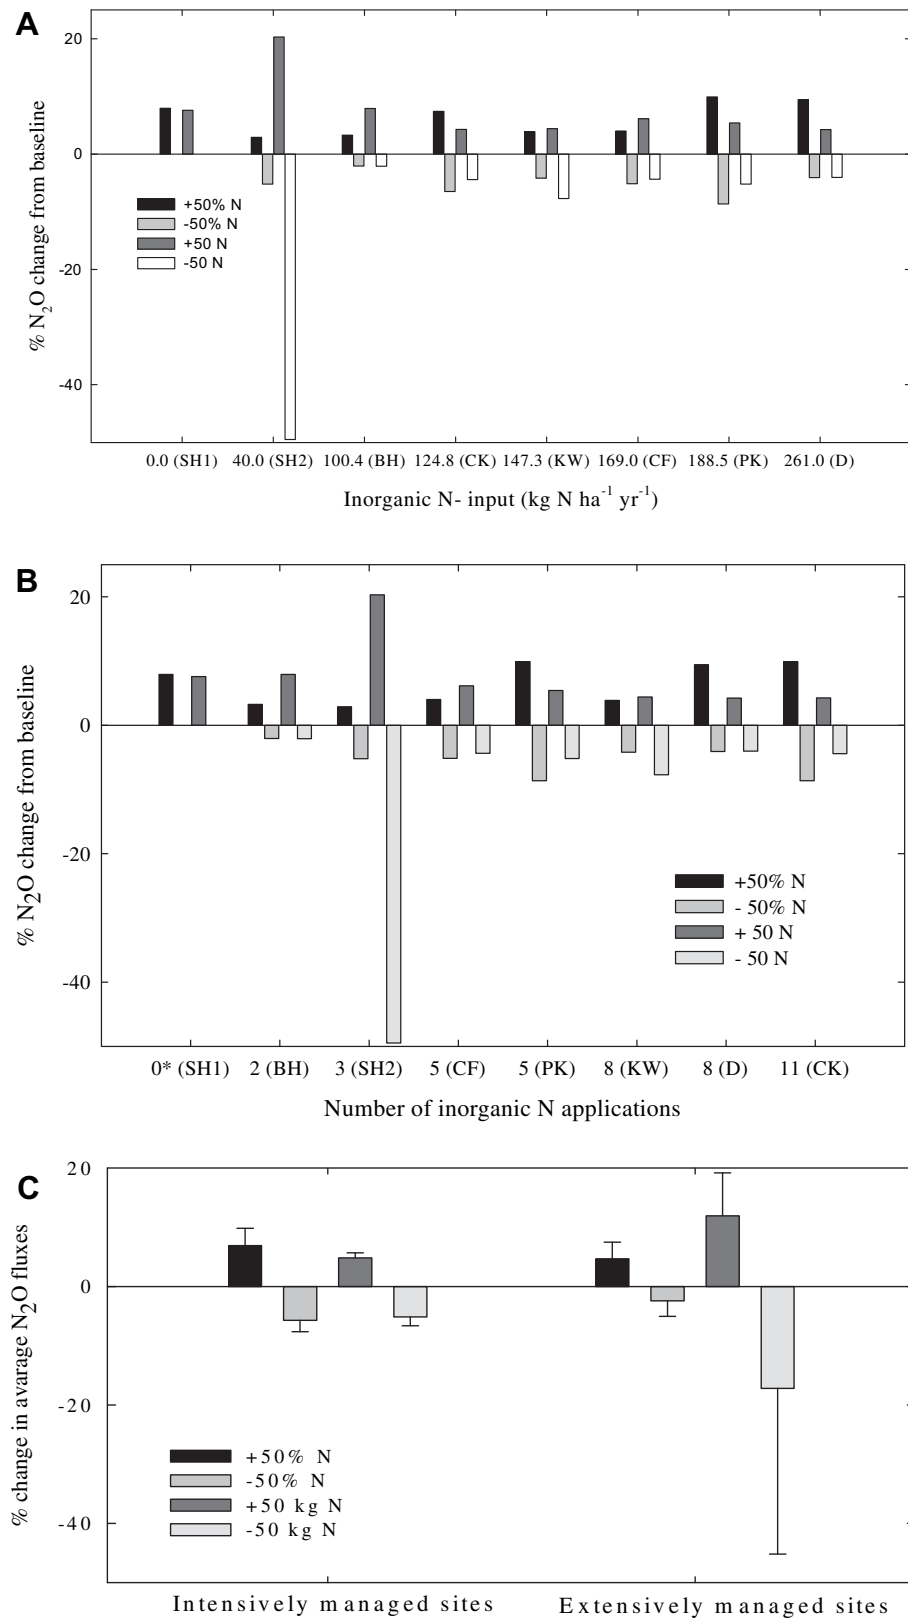 A
% N2O change from baseline
20
0
-20
-40
+50% N
-50% N
+50 N
-50 N
0.0 (SH1) 40.0 (SH2) 100.4 (BH) 124.8 (CK) 147.3 (KW) 169.0 (CF) 188.5 (PK) 261.0 (D)
Inorganic N- input (kg N ha-1 yr-1)
B
% N2O change from baseline
20
0
-20
-40
+50% N
- 50% N
+ 50 N
- 50 N
0* (SH1) 2 (BH) 3 (SH2) 5 (CF) 5 (PK) 8 (KW) 8 (D) 11 (CK)
Number of inorganic N applications
C
% change in avarage N2O fluxes
20
0
-20
-40
+50% N
-50% N
+50 kg N
-50 kg N
Intensively managed sites Extensively managed sites